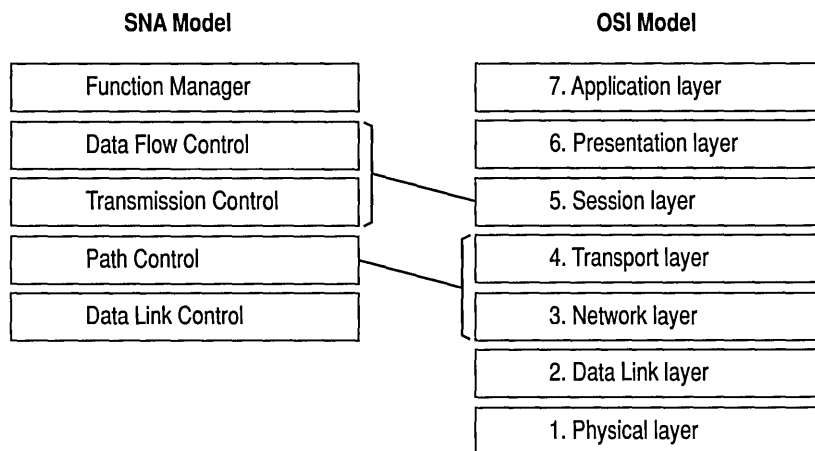 SNA Model
Function Manager
Data Flow Control
Transmission Control
Path Control
Data Link Control
OSI Model
7. Application layer
6. Presentation layer
5. Session layer
4. Transport layer
3. Network layer
2. Data Link layer
1. Physical layer